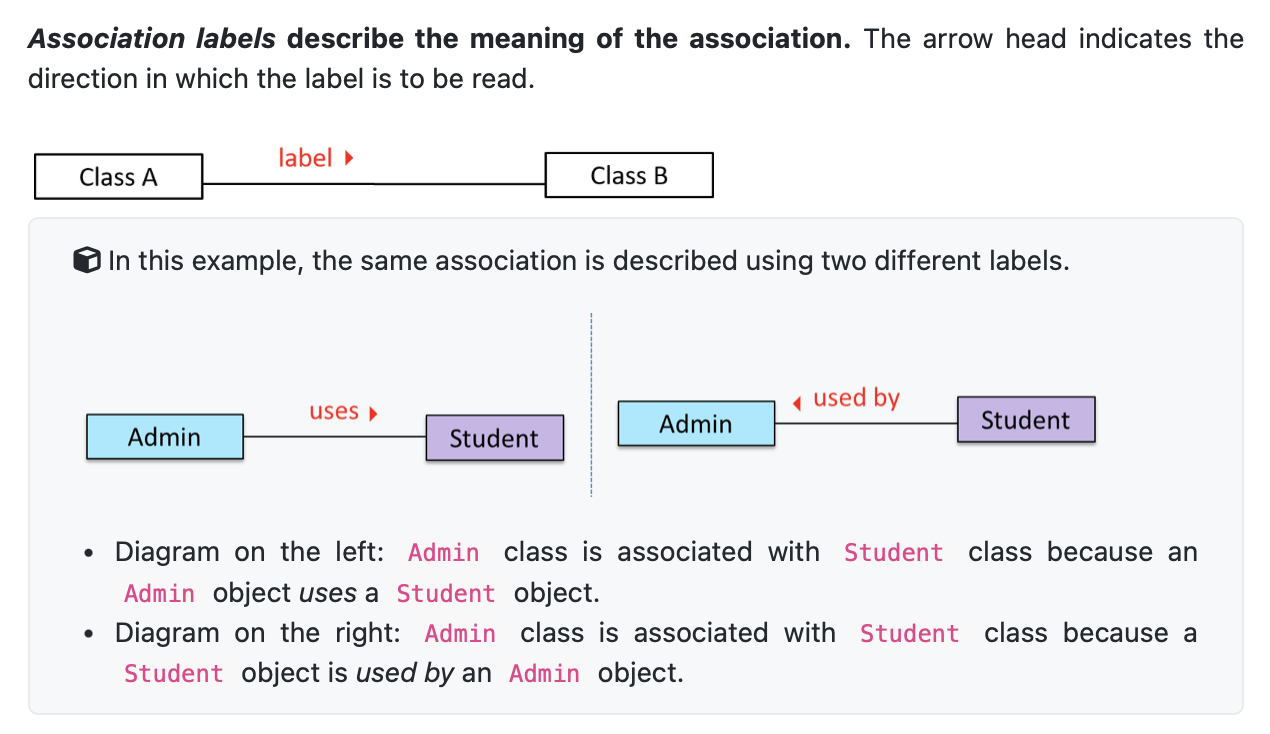 Association labels describe the meaning of the association. The arrow head indicates the
direction in which the label is to be read.
label
Class A
Class B
In this example, the same association is described using two different labels.
uses
Admin
Student
used by
Admin
Student
• Diagram on the left: Admin class is associated with Student class because an
Admin object uses a Student object.
• Diagram on the right: Admin class is associated with Student class because a
Student object is used by an Admin object.